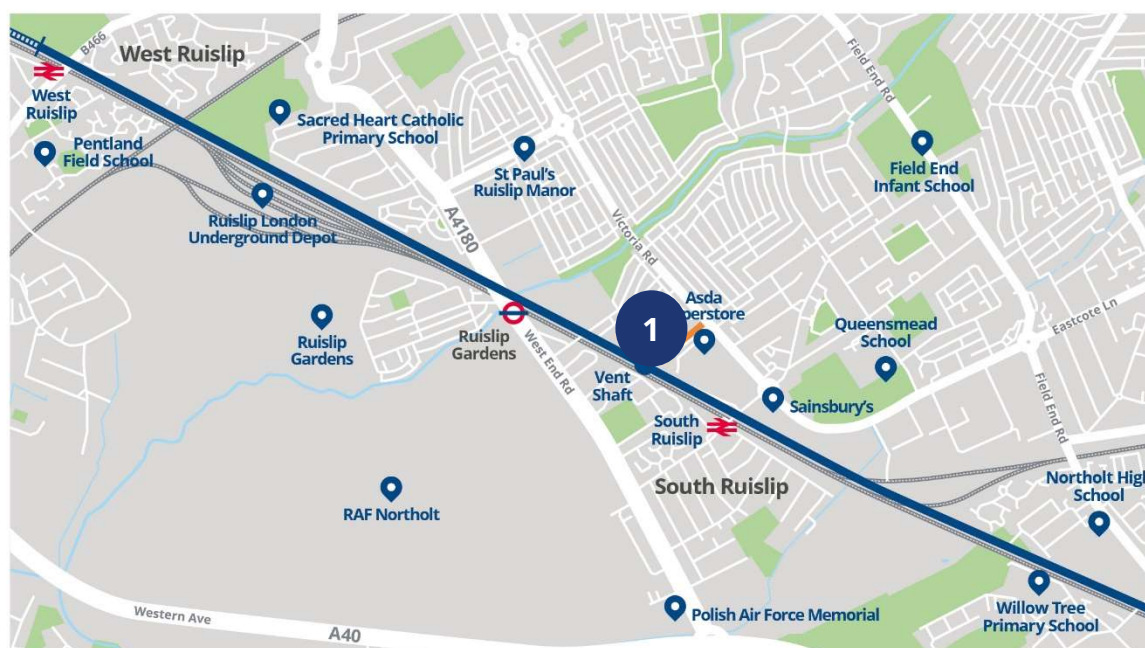 B466
West Ruislip
West
Ruislip
Pentland
Field School
Sacred Heart Catholic
Primary School
St Paul's
Ruislip Manor
Field End Rd
Field End
Infant School
Ruislip London
Underground Depot
A4180
Victoria Rd
Asda
1
Ruislip
Gardens
Ruislip
Gardens
West End Rd
Vent
Shaft
Queensmead
School
Eastcote Ln
Sainsbury's
South
Ruislip
Field End Rd
South Ruislip
Northolt High
School
RAF Northolt
Western Ave
A40
Polish Air Force Memorial
Willow Tree
Primary School